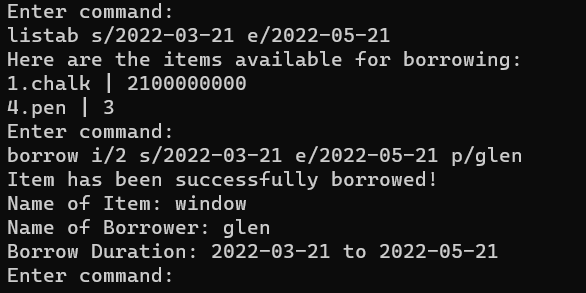 Enter command:
listab s/2022-03-21 e/2022-05-21
Here are the items available for borrowing:
1.chalk | 2100000000
4.pen | 3
Enter command:
borrow i/2 s/2022-03-21 e/2022-05-21 p/glen
Item has been successfully borrowed!
Name of Item: window
Name of Borrower: glen
Borrow Duration: 2022-03-21 to 2022-05-21
Enter command: